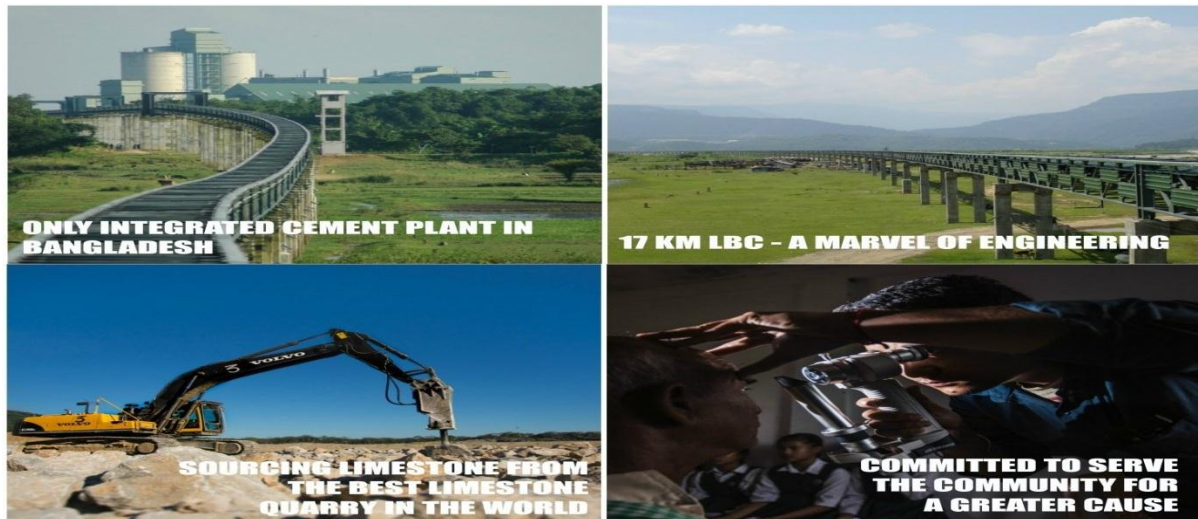 ONLY INTEGRATED CEMENT PLANT IN
BANGLADESH
17 KM LBC - A MARVEL OF ENGINEERING
VOLVO
VOLVO
SOURCING LIMESTONE FROM
THE BEST LIMESTONE
QUARRY IN THE WORLD
COMMITTED TO SERVE
THE COMMUNITY FOR
A GREATER CAUSE